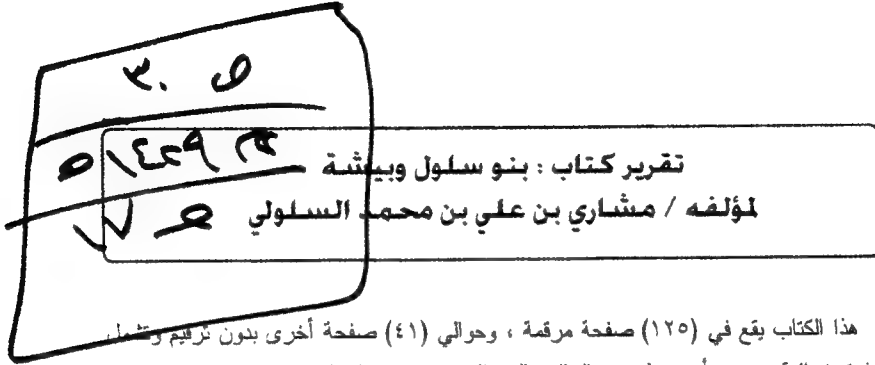 ص ٣٠
١٤٢٩
ص
تقرير كتاب : بنو سلول وبيشة
لمؤلفه / مشاري بن علي بن محمد السلولي
هذا الكتاب يقع في (١٢٥) صفحة مرقمة ، وحوالي (٤١) صفحة أخرى بدون ترقيم وتشمل